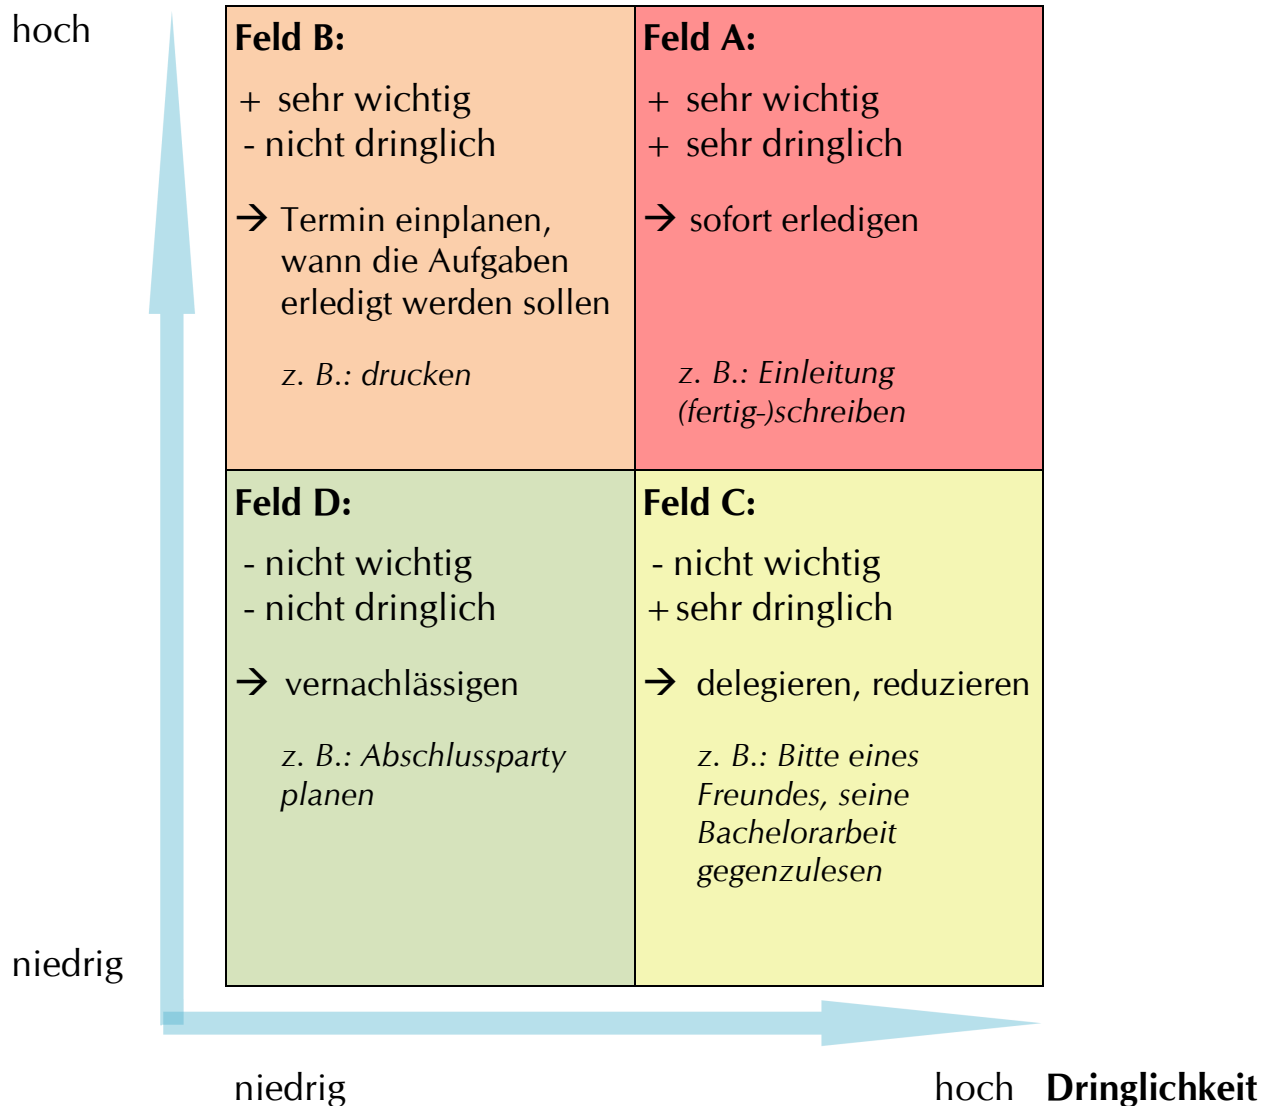 hoch
Feld B:
+ sehr wichtig
- nicht dringlich
→ Termin einplanen,
wann die Aufgaben
erledigt werden sollen
z. B.: drucken
Feld A:
+ sehr wichtig
+ sehr dringlich
→ sofort erledigen
z. B.: Einleitung
(fertig-)schreiben
Feld D:
- nicht wichtig
- nicht dringlich
→ vernachlässigen
z. B.: Abschlussparty
planen
Feld C:
- nicht wichtig
+ sehr dringlich
→ delegieren, reduzieren
z. B.: Bitte eines
Freundes, seine
Bachelorarbeit
gegenzulesen
niedrig
niedrig
hoch Dringlichkeit